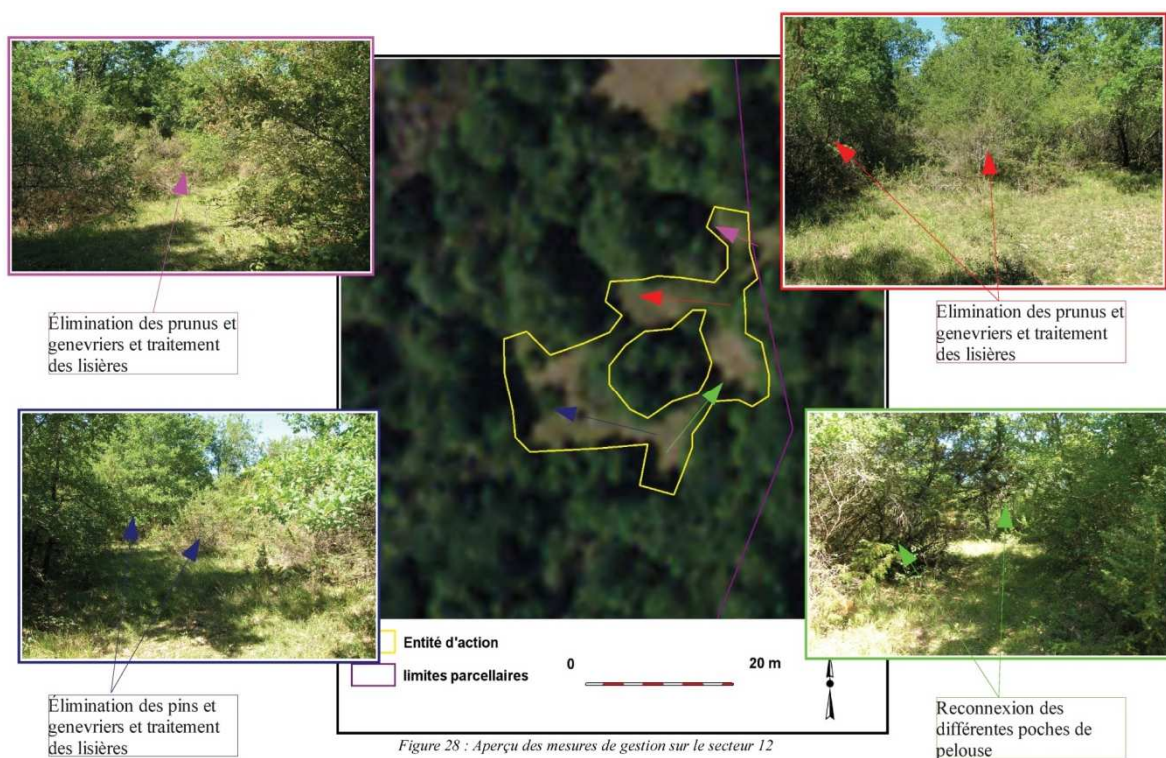 Élimination des prunus et
genevriers et traitement
des lisières
Elimination des prunus et
genevriers et traitement
des lisières
Entité d'action
limites parcellaires
0
20 m
Élimination des pins et
genevriers et traitement
des lisières
Reconnexion des
différentes poches de
pelouse
Figure 28 : Aperçu des mesures de gestion sur le secteur 12